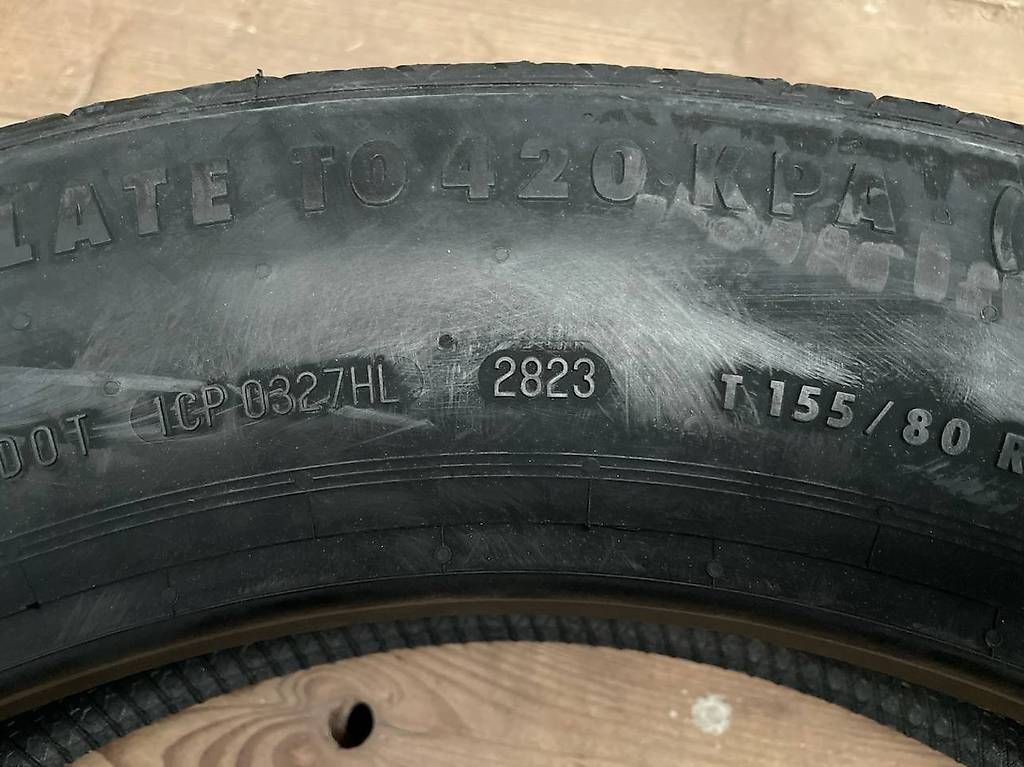 LATE TO 420 KPA (
DOT 1CP 0327HL 2823 T 155/80 R